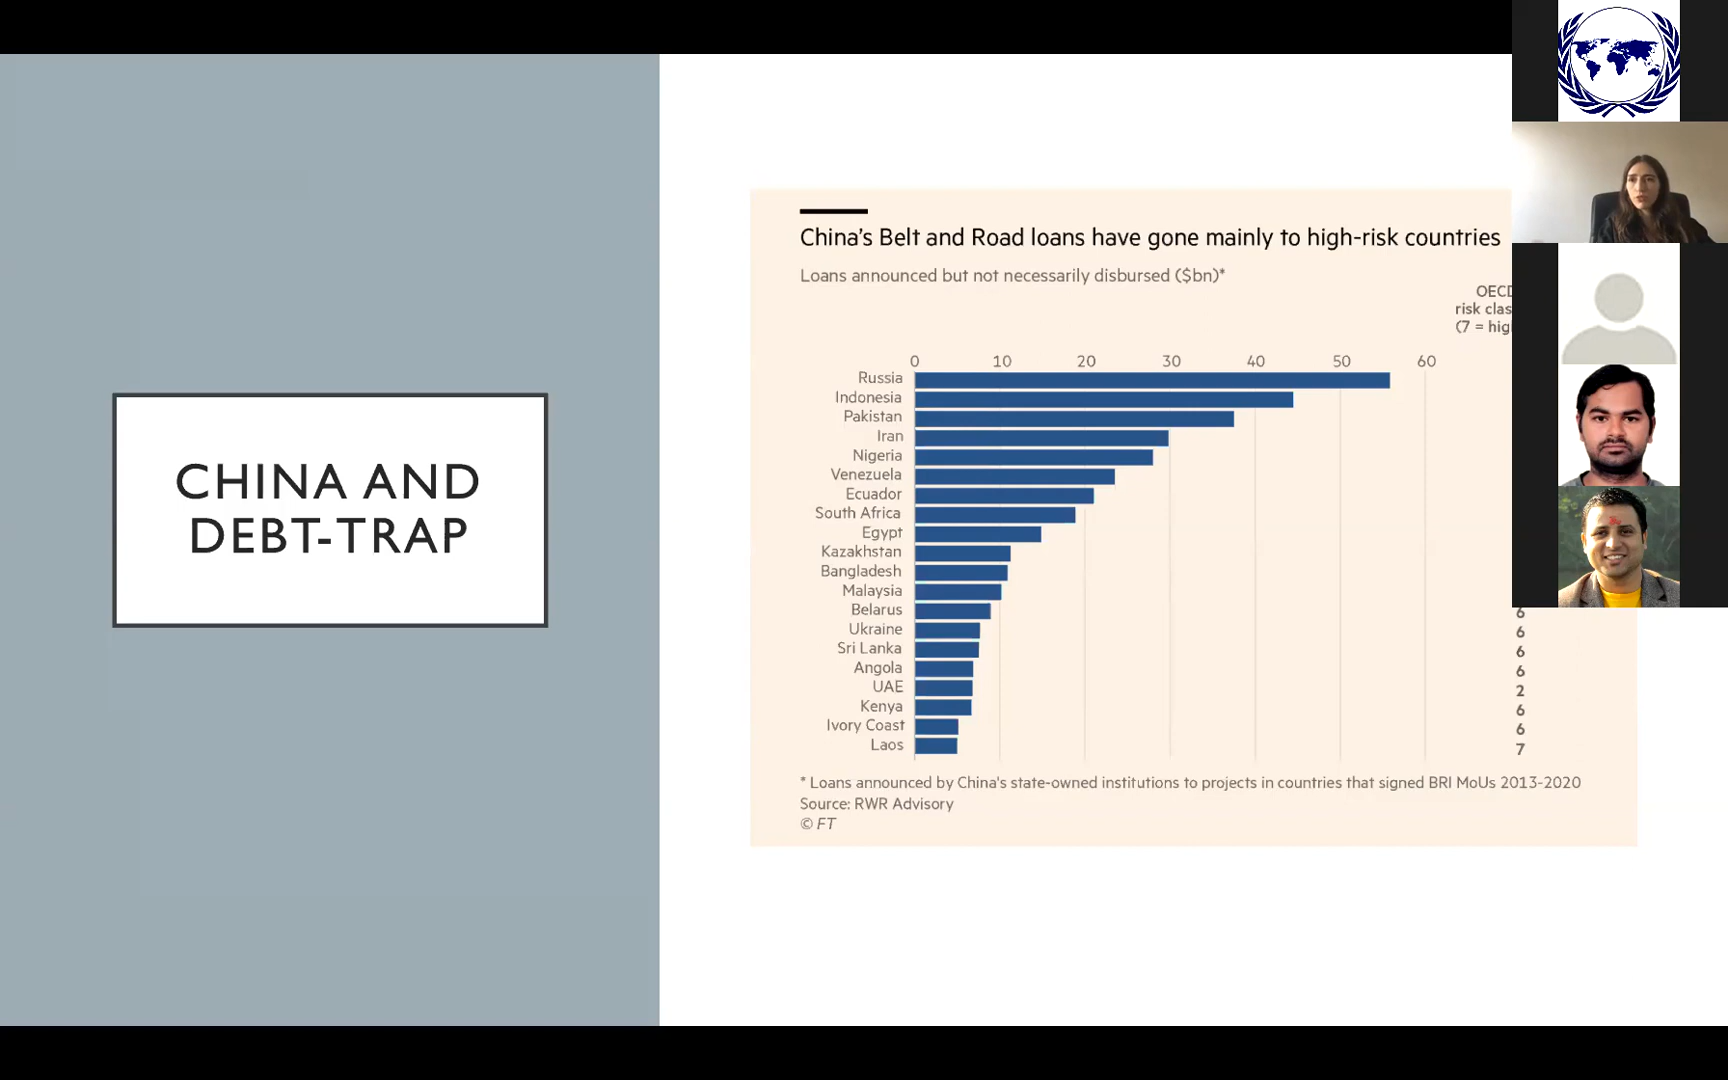 CHINA AND
DEBT-TRAP
China's Belt and Road loans have gone mainly to high-risk countries
Loans announced but not necessarily disbursed ($bn)*
risk
(7 =
0 10 20 30 40 50 60
Russia
Indonesia
Pakistan
Iran
Nigeria
Venezuela
Ecuador
South Africa
Egypt
Kazakhstan
Bangladesh
Malaysia
Belarus 6
Ukraine 6
Sri Lanka 6
Angola 6
UAE 2
Kenya 6
Ivory Coast 6
Laos 7
* Loans announced by China's state-owned institutions to projects in countries that signed BRI MoUs 2013-2020
Source: RWR Advisory
© FT